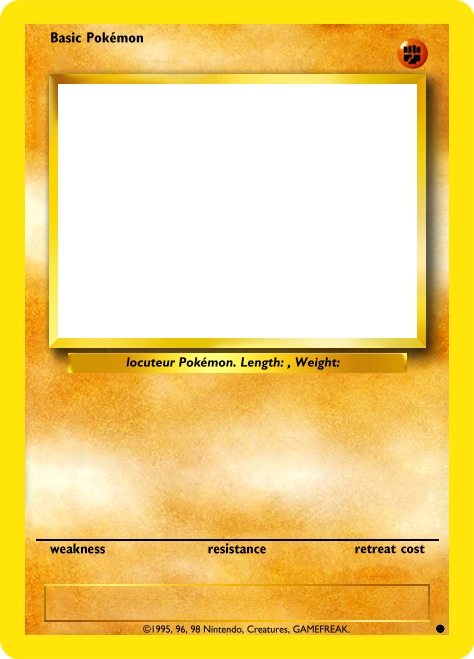 Basic Pokémon
locuteur Pokémon. Length: , Weight:
weakness resistance retreat cost
©1995, 96, 98 Nintendo, Creatures, GAMEFREAK.